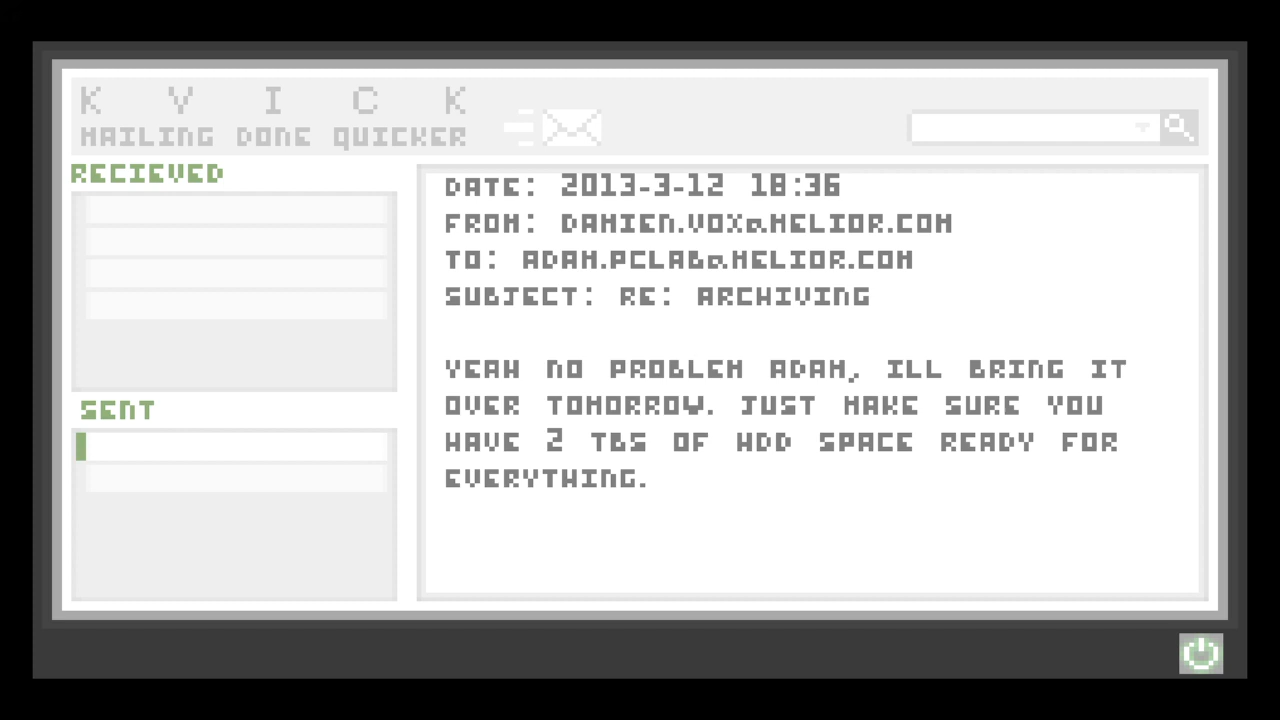 K V I C K
MAILING DONE QUICKER
RECIEVED
SENT
DATE: 2013-3-12 18:36
FROM: DAMIEN.VOX@HELIOR.COM
TO: ADAM.PCLAB@HELIOR.COM
SUBJECT: RE: ARCHIVING
YEAH NO PROBLEM ADAM, ILL BRING IT
OVER TOMORROW. JUST MAKE SURE YOU
HAVE 2 TBS OF HDD SPACE READY FOR
EVERYTHING.